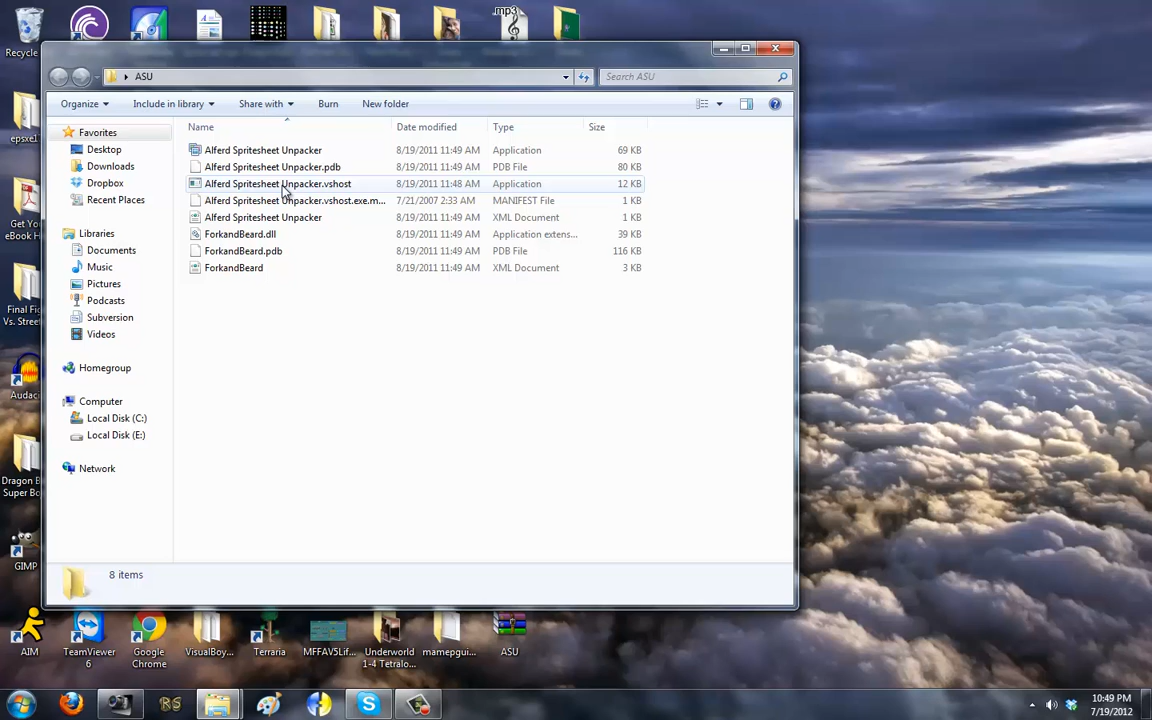 .mp3
Recycle
ASU
Search ASU
Organize
Include in library
Share with
Burn
New folder
Name
Date modified
Type
Size
Favorites
Desktop
Downloads
Dropbox
Recent Places
Libraries
Documents
Music
Pictures
Podcasts
Subversion
Videos
Homegroup
Computer
Local Disk (C:)
Local Disk (E:)
Network
Alferd Spritesheet Unpacker 8/19/2011 11:49 AM Application 69 KB
Alferd Spritesheet Unpacker.pdb 8/19/2011 11:49 AM PDB File 80 KB
Alferd Spritesheet Unpacker.vshost 8/19/2011 11:48 AM Application 12 KB
Alferd Spritesheet Unpacker.vshost.exe.m... 7/21/2007 2:33 AM MANIFEST File 1 KB
Alferd Spritesheet Unpacker 8/19/2011 11:49 AM XML Document 1 KB
ForkandBeard.dll 8/19/2011 11:49 AM Application extens... 39 KB
ForkandBeard.pdb 8/19/2011 11:49 AM PDB File 116 KB
ForkandBeard 8/19/2011 11:49 AM XML Document 3 KB
8 items
Get Y
eBook H
Final Fig
Vs. Street
Audac
Dragon B
Super Bo
GIMP
AIM
TeamViewer
6
Google
Chrome
VisualBoy...
Terraria
MFFAV5Lif...
Underworld
1-4 Tetralo...
mamepgui...
ASU
RS
10:49 PM
7/19/2012